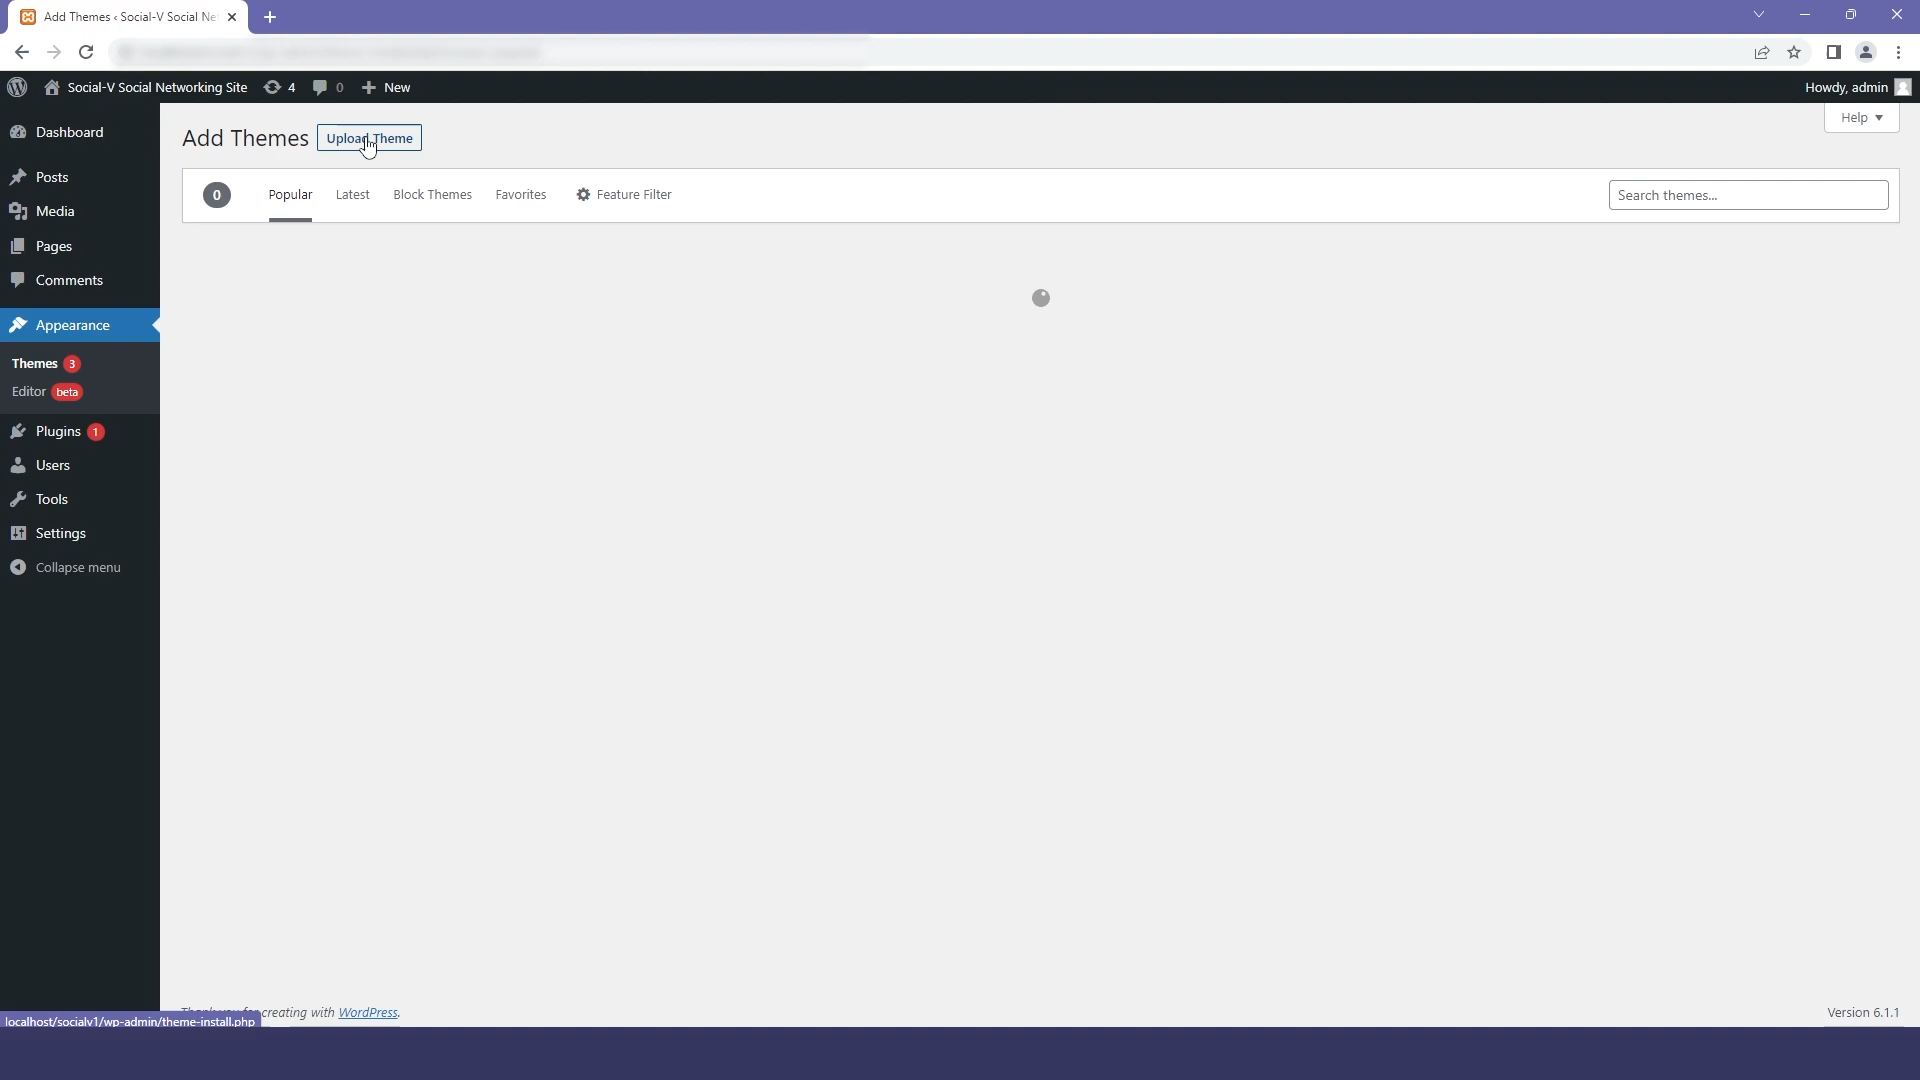 Add Themes ‹ Social-V Social Ne
Social-V Social Networking Site
4
0
New
Howdy, admin
Dashboard
Posts
Media
Pages
Comments
Appearance
Themes 3
Editor beta
Plugins 1
Users
Tools
Settings
Collapse menu
Add Themes
Upload Theme
Help
0
Popular
Latest
Block Themes
Favorites
Feature Filter
Search themes...
creating with WordPress.
Version 6.1.1
localhost/socialv1/wp-admin/theme-install.php